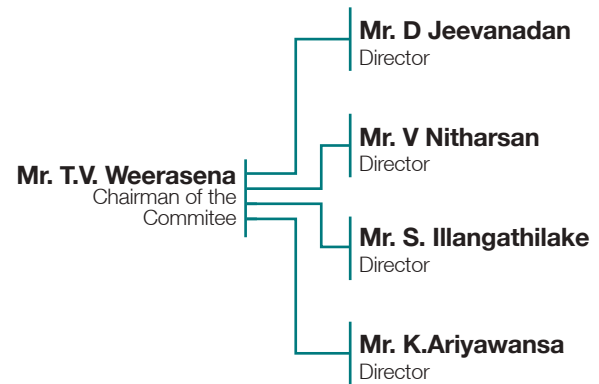 Mr. D Jeevanadan
Director
Mr. V Nitharsan
Director
Mr. T.V. Weerasena
Chairman of the
Commitee
Mr. S. Illangathilake
Director
Mr. K.Ariyawansa
Director